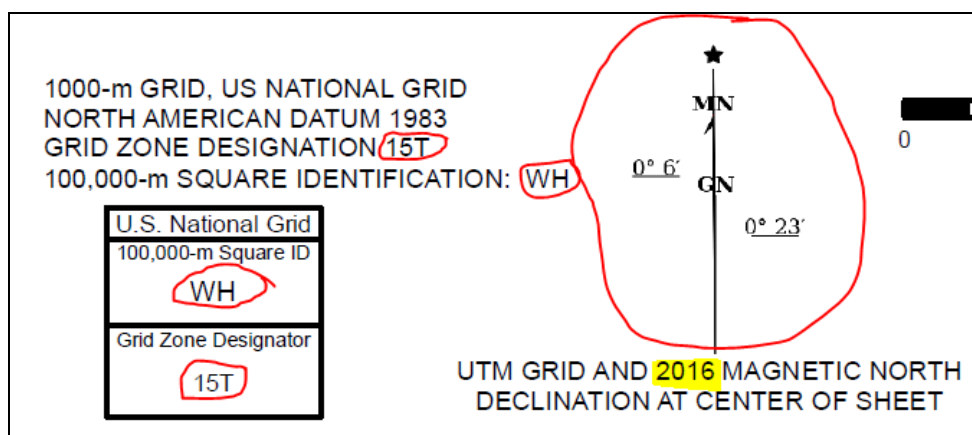 1000-m GRID, US NATIONAL GRID
NORTH AMERICAN DATUM 1983
GRID ZONE DESIGNATION 15T
100,000-m SQUARE IDENTIFICATION: WH
U.S. National Grid
100,000-m Square ID
WH
Grid Zone Designator
15T
MN
0° 6′
GN
0° 23′
UTM GRID AND 2016 MAGNETIC NORTH
DECLINATION AT CENTER OF SHEET
0